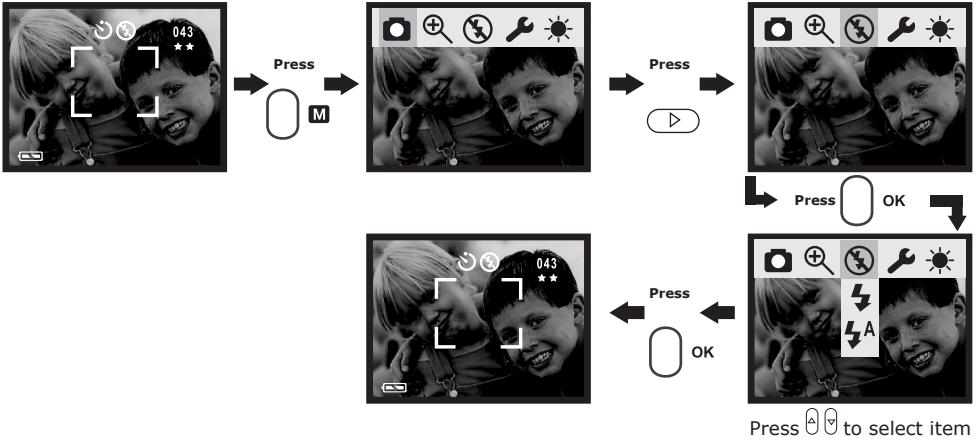 043
Press
M
Press
Press OK
Press to select item
A
Press
OK
043